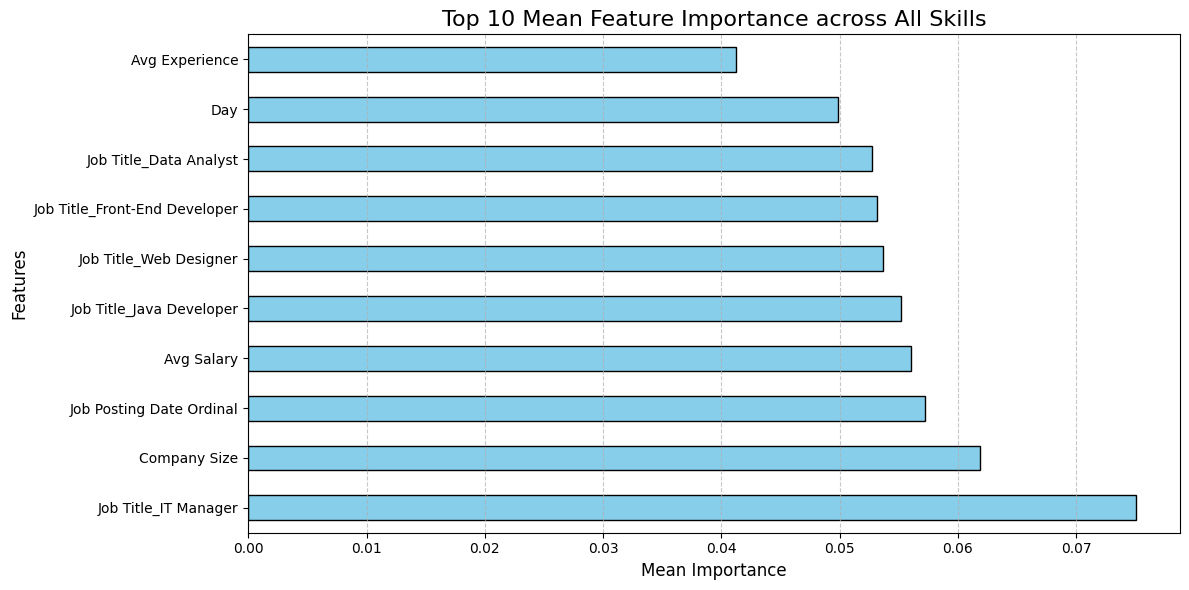 Top 10 Mean Feature Importance across All Skills
Avg Experience
Day
Job Title_Data Analyst
Job Title_Front-End Developer
Job Title_Web Designer
Job Title_Java Developer
Avg Salary
Job Posting Date Ordinal
Company Size
Job Title_IT Manager
Features
0.00 0.01 0.02 0.03 0.04 0.05 0.06 0.07
Mean Importance